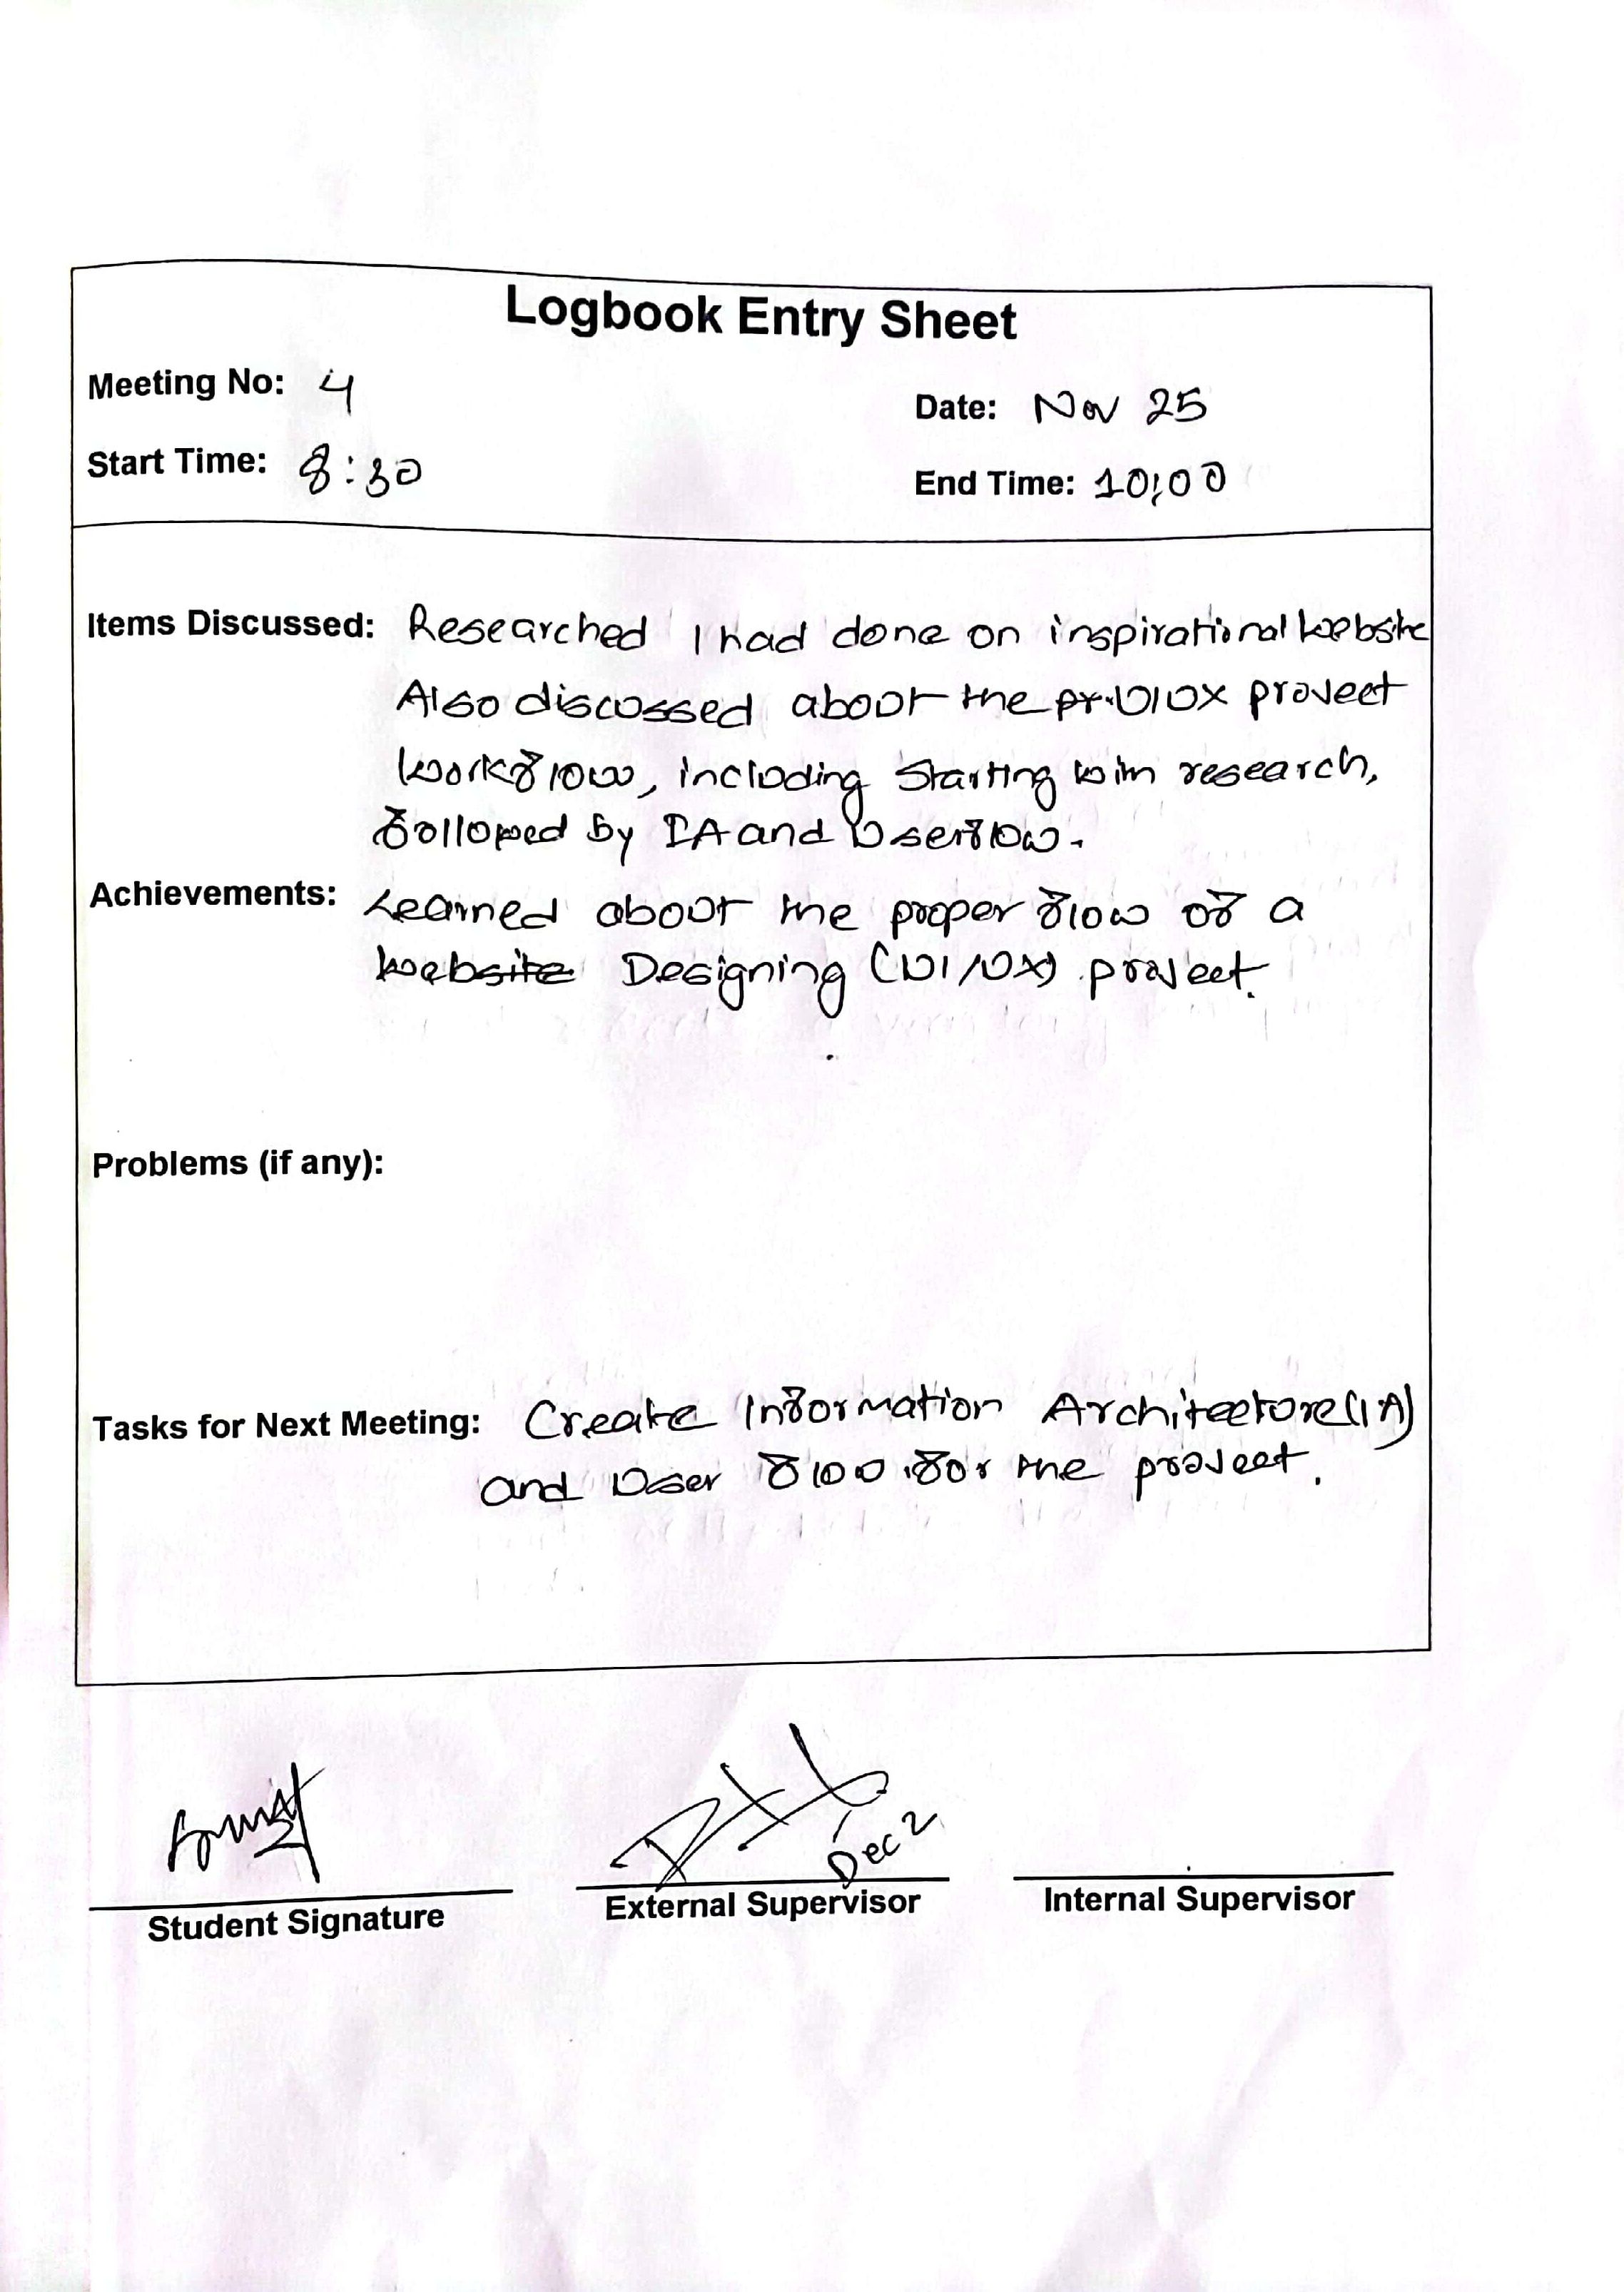 Logbook Entry Sheet
Meeting No: 4
Date: Nov 25
Start Time: 8:30
End Time: 10:00
Items Discussed: Researched I had done on inspirational website
Also discussed about the UIUX project
workflow, including starting with research,
followed by IA and Userflow.
Achievements: Learned about the proper flow of a
website Designing (UI/UX) project.
Problems (if any):
Tasks for Next Meeting: Create Information Architecture (IA)
and User flow for the project.
Dec 2
Student Signature
External Supervisor
Internal Supervisor